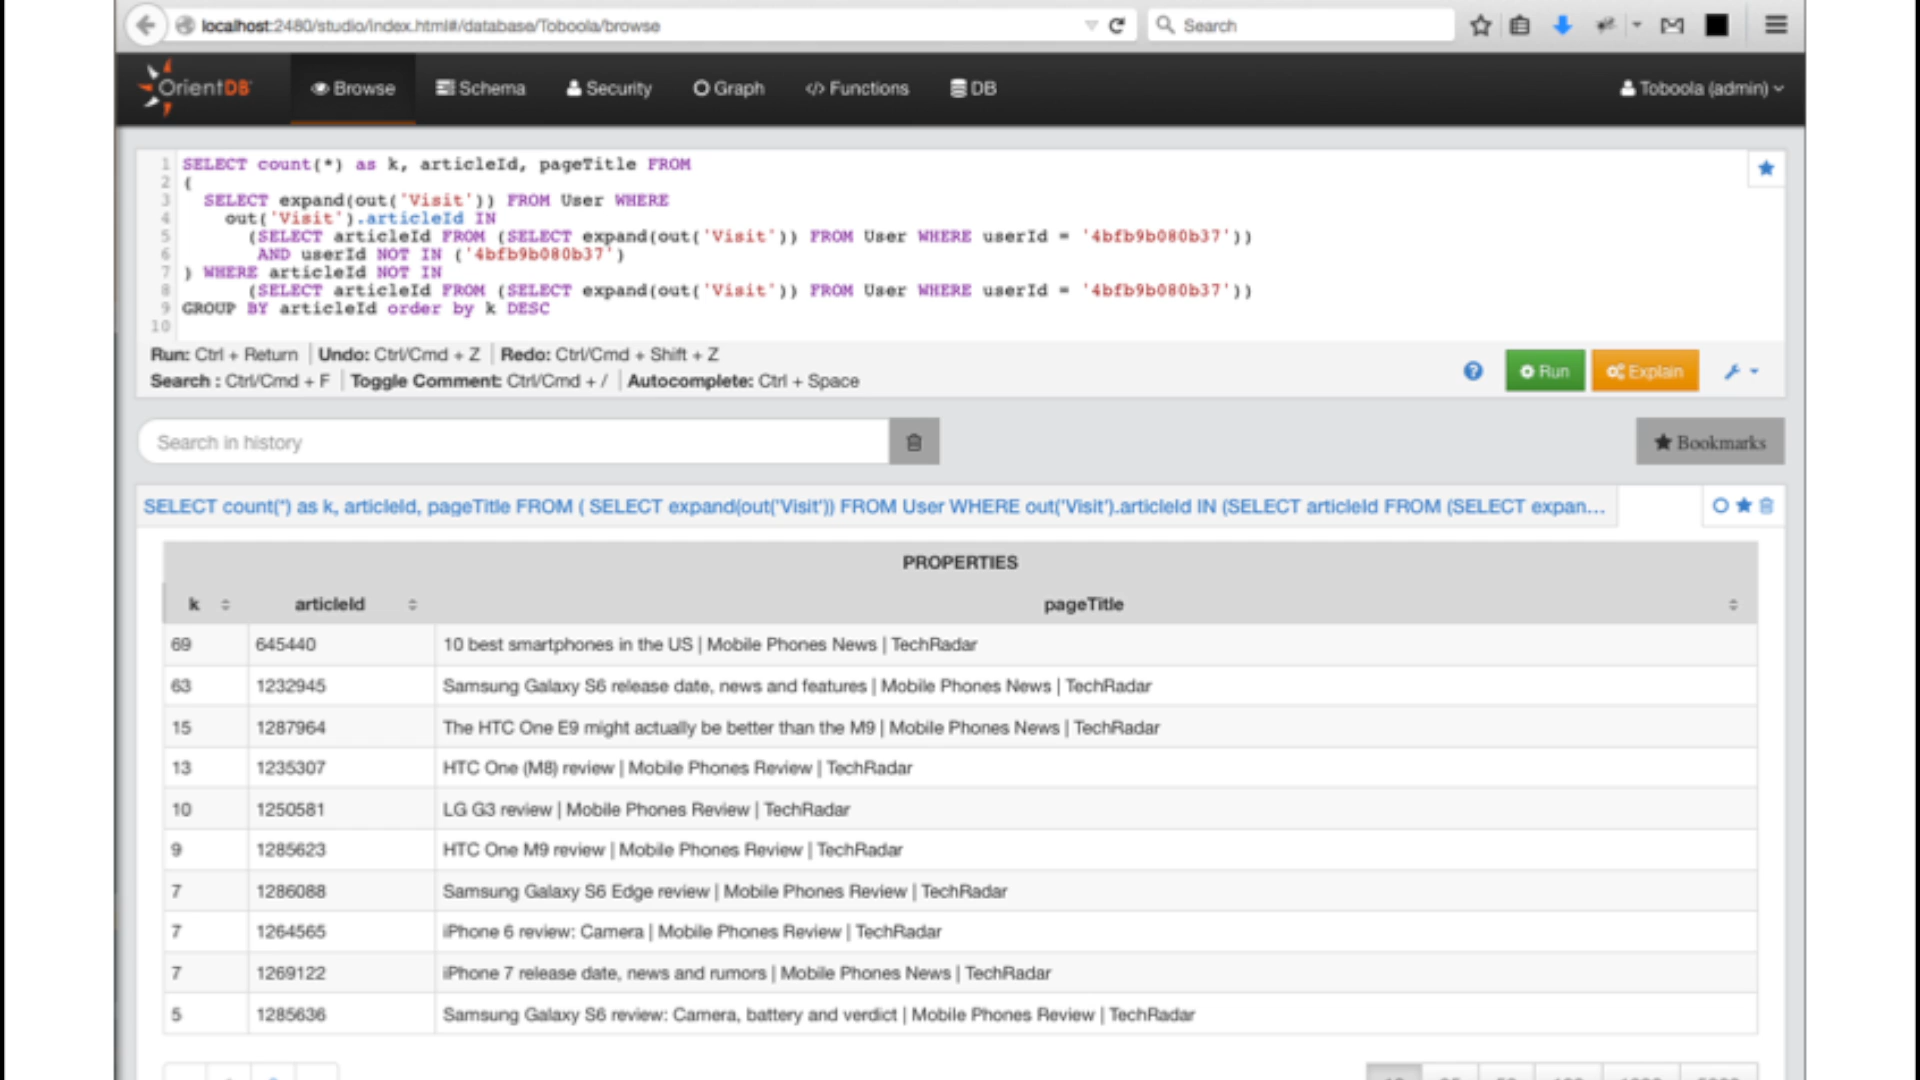 localhost:2480/studio/index.html#/database/Toboola/browse
Search
OrientDB
Browse
Schema
Security
Graph
</> Functions
DB
Toboola (admin)
1 SELECT count(*) as k, articleId, pageTitle FROM
2 (
3 SELECT expand(out('Visit')) FROM User WHERE
4 out('Visit').articleId IN
5 (SELECT articleId FROM (SELECT expand(out('Visit')) FROM User WHERE userId = '4bfb9b080b37'))
6 AND userId NOT IN ('4bfb9b080b37')
7 ) WHERE articleId NOT IN
8 (SELECT articleId FROM (SELECT expand(out('Visit')) FROM User WHERE userId = '4bfb9b080b37'))
9 GROUP BY articleId order by k DESC
10
Run: Ctrl + Return | Undo: Ctrl/Cmd + Z | Redo: Ctrl/Cmd + Shift + Z
Search : Ctrl/Cmd + F | Toggle Comment: Ctrl/Cmd + / | Autocomplete: Ctrl + Space
Run
Explain
Search in history
Bookmarks
SELECT count(*) as k, articleId, pageTitle FROM ( SELECT expand(out('Visit')) FROM User WHERE out('Visit').articleId IN (SELECT articleId FROM (SELECT expan...
PROPERTIES
k articleId pageTitle
69 645440 10 best smartphones in the US | Mobile Phones News | TechRadar
63 1232945 Samsung Galaxy S6 release date, news and features | Mobile Phones News | TechRadar
15 1287964 The HTC One E9 might actually be better than the M9 | Mobile Phones News | TechRadar
13 1235307 HTC One (M8) review | Mobile Phones Review | TechRadar
10 1250581 LG G3 review | Mobile Phones Review | TechRadar
9 1285623 HTC One M9 review | Mobile Phones Review | TechRadar
7 1286088 Samsung Galaxy S6 Edge review | Mobile Phones Review | TechRadar
7 1264565 iPhone 6 review: Camera | Mobile Phones Review | TechRadar
7 1269122 iPhone 7 release date, news and rumors | Mobile Phones News | TechRadar
5 1285636 Samsung Galaxy S6 review: Camera, battery and verdict | Mobile Phones Review | TechRadar